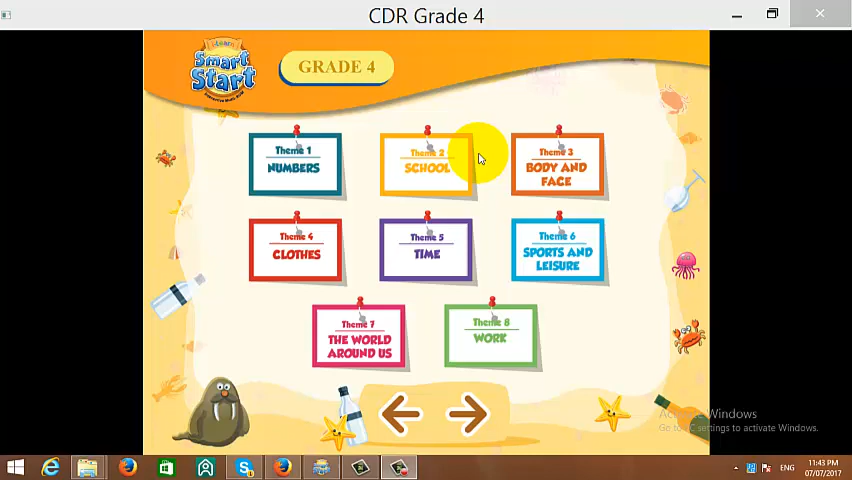 CDR Grade 4
i-Learn
Smart
Start
GRADE 4
Theme 1
NUMBERS
Theme 2
SCHOOL
Theme 3
BODY AND
FACE
Theme 4
CLOTHES
Theme 5
TIME
Theme 6
SPORTS AND
LEISURE
Theme 7
THE WORLD
AROUND US
Theme 8
WORK
Activate Windows
Go to PC settings to activate Windows.
ENG
11:43 PM
07/07/2017